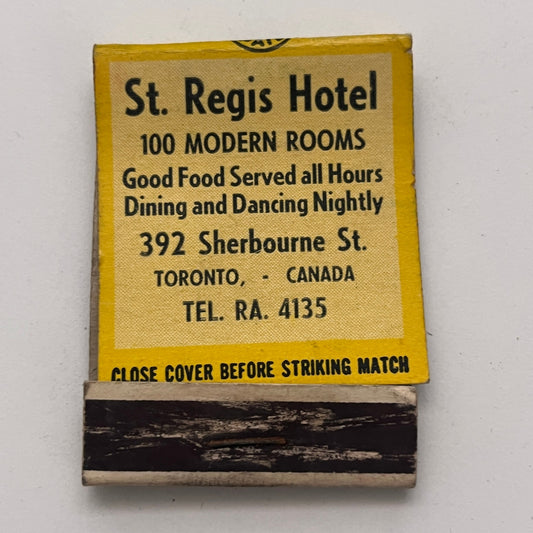 St. Regis Hotel
100 MODERN ROOMS
Good Food Served all Hours
Dining and Dancing Nightly
392 Sherbourne St.
TORONTO, - CANADA
TEL. RA. 4135
CLOSE COVER BEFORE STRIKING MATCH